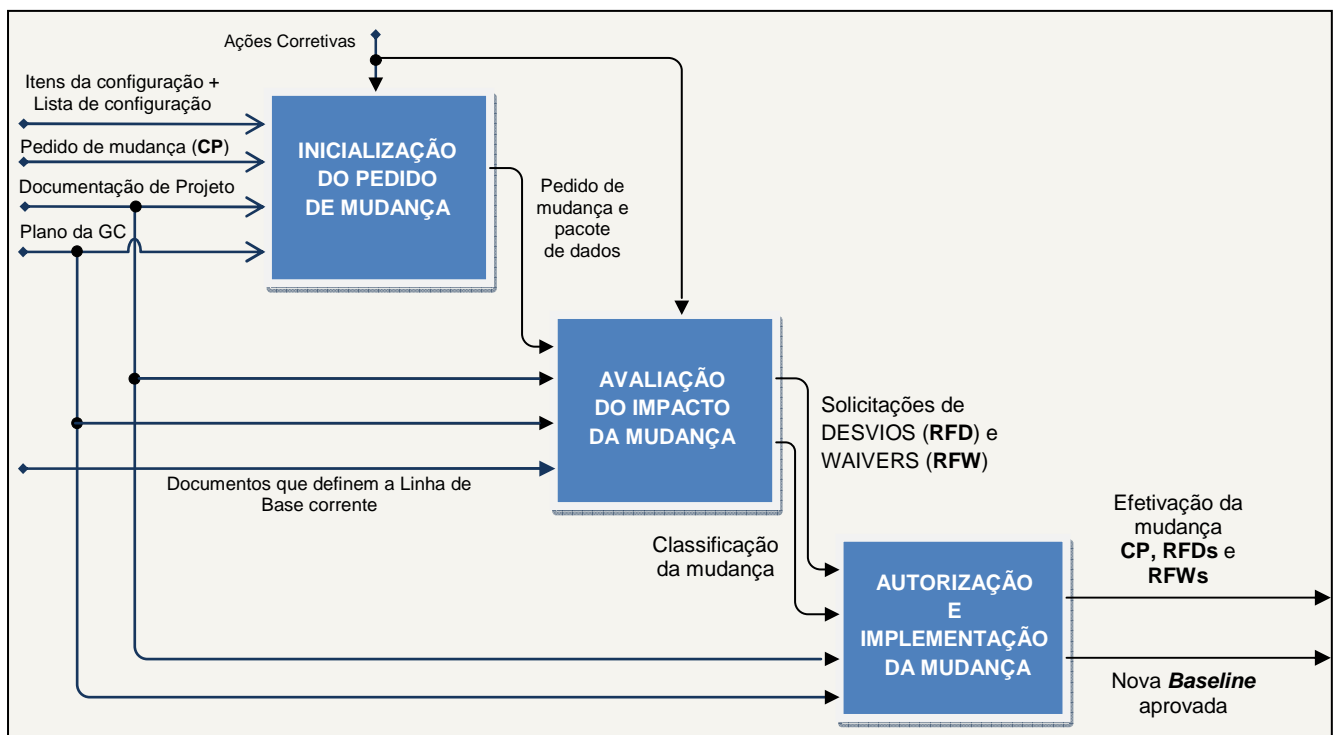 Ações Corretivas
Itens da configuração +
Lista de configuração
Pedido de mudança (CP)
Documentação de Projeto
Plano da GC
INICIALIZAÇÃO
DO PEDIDO
DE MUDANÇA
Pedido de
mudança e
pacote
de dados
AVALIAÇÃO
DO IMPACTO
DA MUDANÇA
Documentos que definem a Linha de
Base corrente
Solicitações de
DESVIOS (RFD) e
WAIVERS (RFW)
Classificação
da mudança
AUTORIZAÇÃO
E
IMPLEMENTAÇÃO
DA MUDANÇA
Efetivação da
mudança
CP, RFDs e
RFWs
Nova Baseline
aprovada